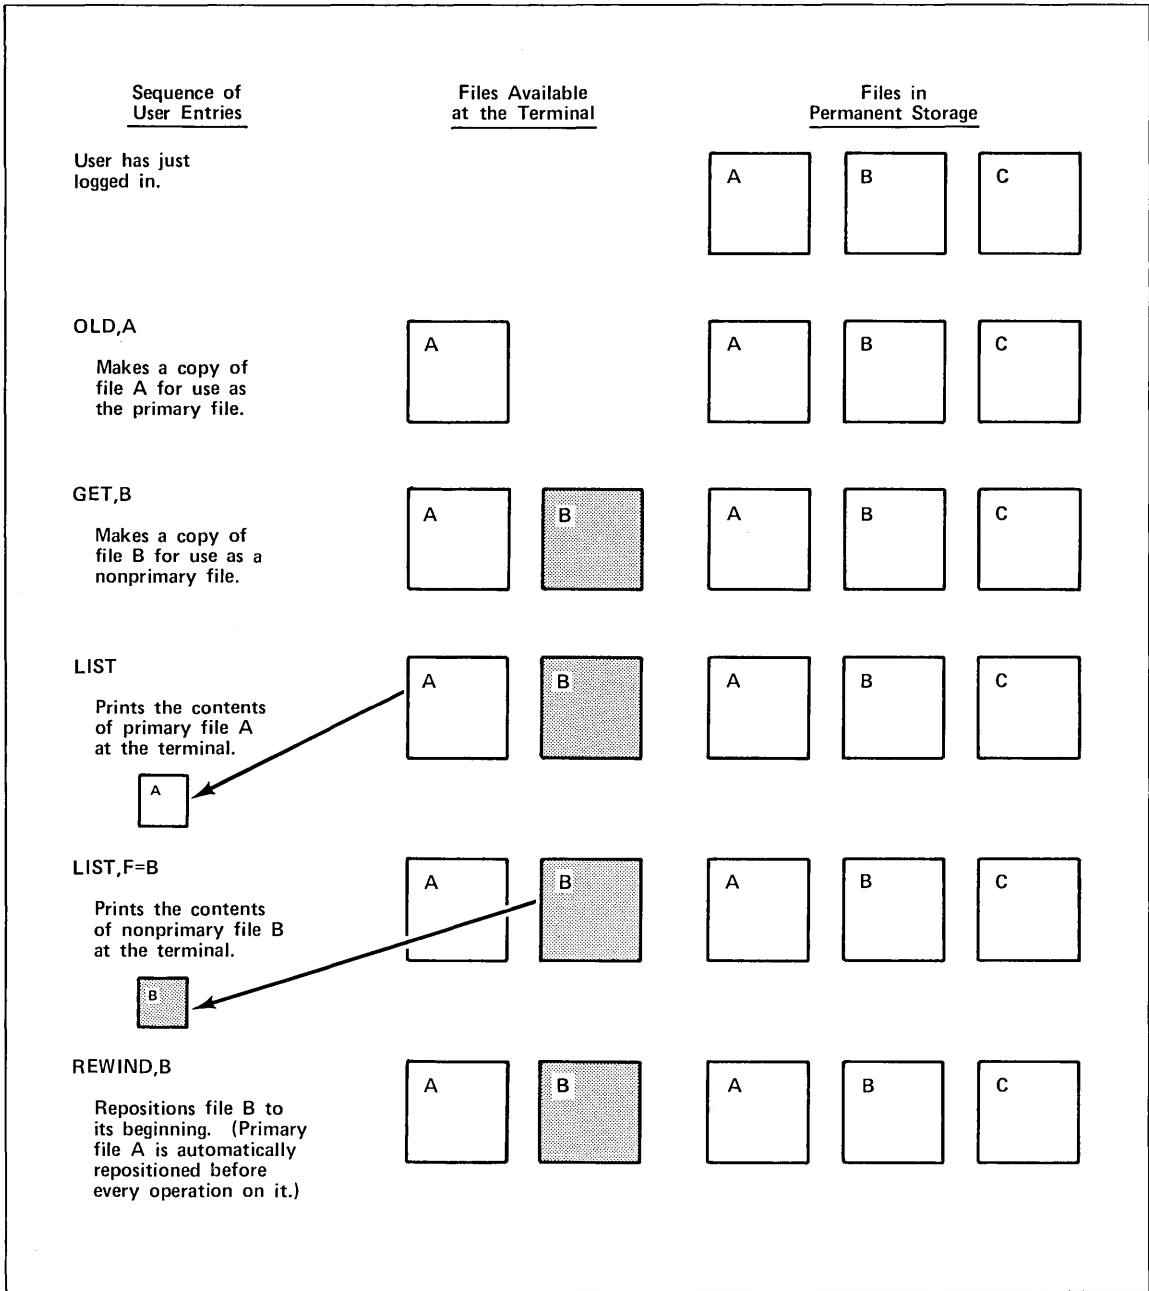 Sequence of
User Entries
Files Available
at the Terminal
Files in
Permanent Storage
User has just
logged in.
A
B
C
OLD,A
Makes a copy of
file A for use as
the primary file.
A
A
B
C
GET,B
Makes a copy of
file B for use as a
nonprimary file.
A
B
A
B
C
LIST
Prints the contents
of primary file A
at the terminal.
A
A
B
A
B
C
LIST,F=B
Prints the contents
of nonprimary file B
at the terminal.
B
A
B
A
B
C
REWIND,B
Repositions file B to
its beginning. (Primary
file A is automatically
repositioned before
every operation on it.)
A
B
A
B
C